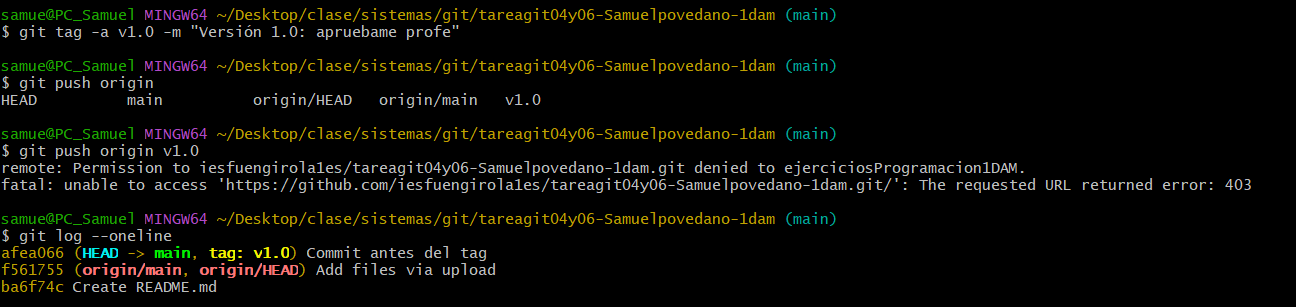 samue@PC_Samuel MINGW64 ~/Desktop/clase/sistemas/git/tareagit04y06-Samuelpovedano-1dam (main)
$ git tag -a v1.0 -m "Versión 1.0: apruebame profe"
samue@PC_Samuel MINGW64 ~/Desktop/clase/sistemas/git/tareagit04y06-Samuelpovedano-1dam (main)
$ git push origin
HEAD          main          origin/HEAD   origin/main   v1.0
samue@PC_Samuel MINGW64 ~/Desktop/clase/sistemas/git/tareagit04y06-Samuelpovedano-1dam (main)
$ git push origin v1.0
remote: Permission to iesfuengirola1es/tareagit04y06-Samuelpovedano-1dam.git denied to ejerciciosProgramacion1DAM.
fatal: unable to access 'https://github.com/iesfuengirola1es/tareagit04y06-Samuelpovedano-1dam.git/': The requested URL returned error: 403
samue@PC_Samuel MINGW64 ~/Desktop/clase/sistemas/git/tareagit04y06-Samuelpovedano-1dam (main)
$ git log --oneline
afea066 (HEAD -> main, tag: v1.0) Commit antes del tag
f561755 (origin/main, origin/HEAD) Add files via upload
ba6f74c Create README.md